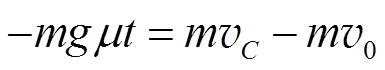 −mgμt = mv_C − mv_0